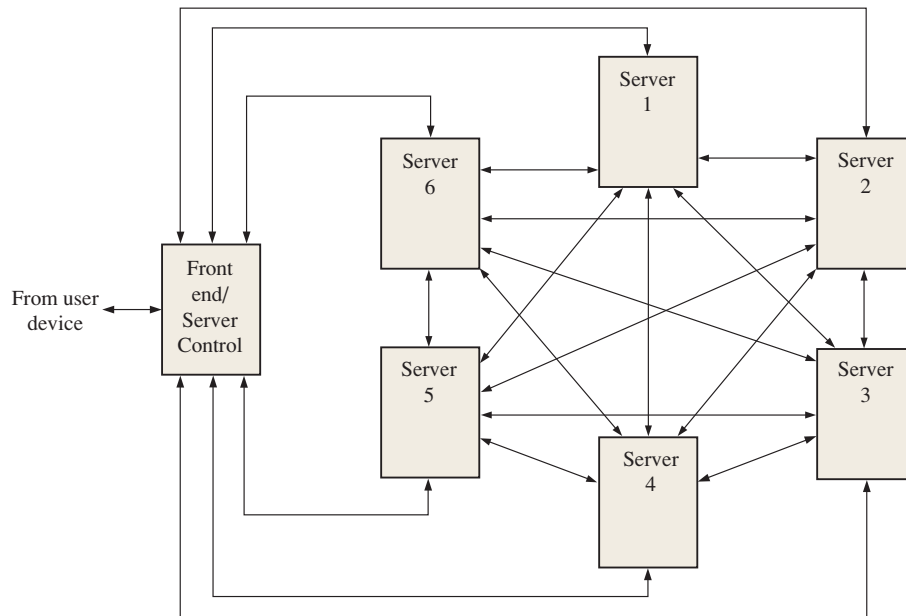 Server
1
Server
6
Server
2
Front
end/
Server
Control
From user
device
Server
5
Server
3
Server
4